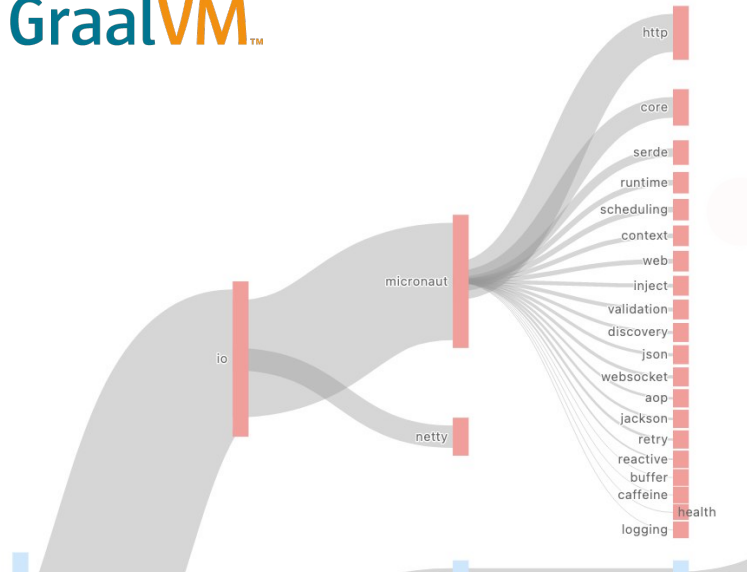 GraalVM™
http
core
serde
runtime
scheduling
context
web
inject
validation
discovery
json
websocket
aop
jackson
retry
reactive
buffer
caffeine
health
logging
micronaut
io
netty